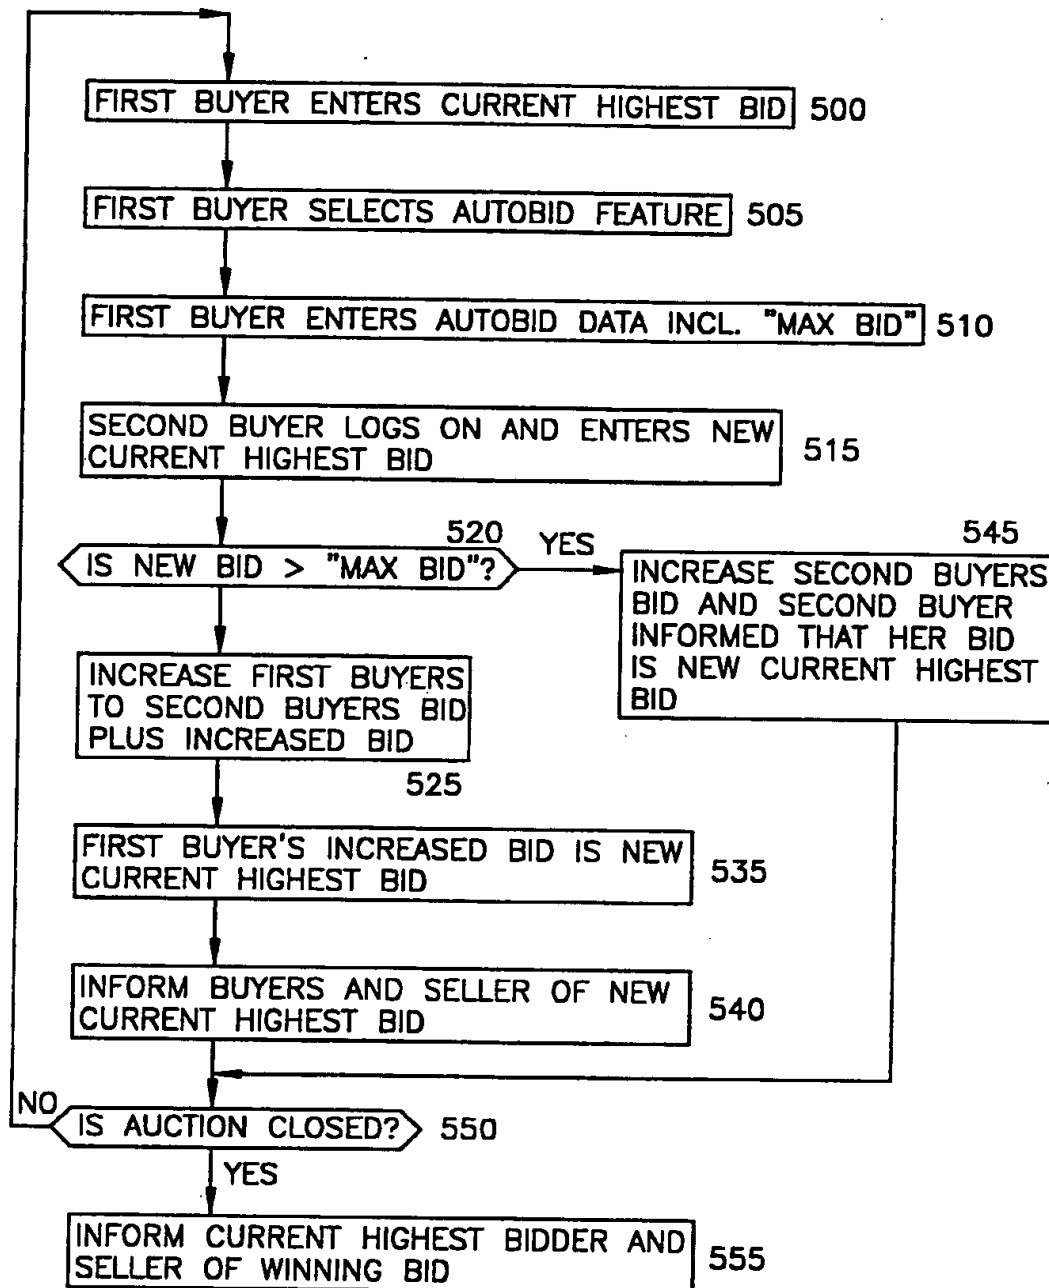 FIRST BUYER ENTERS CURRENT HIGHEST BID 500
FIRST BUYER SELECTS AUTOBID FEATURE 505
FIRST BUYER ENTERS AUTOBID DATA INCL. "MAX BID" 510
SECOND BUYER LOGS ON AND ENTERS NEW
CURRENT HIGHEST BID
515
520
IS NEW BID > "MAX BID"?
YES
545
INCREASE SECOND BUYERS
BID AND SECOND BUYER
INFORMED THAT HER BID
IS NEW CURRENT HIGHEST
BID
INCREASE FIRST BUYERS
TO SECOND BUYERS BID
PLUS INCREASED BID
525
FIRST BUYER'S INCREASED BID IS NEW
CURRENT HIGHEST BID
535
INFORM BUYERS AND SELLER OF NEW
CURRENT HIGHEST BID
540
NO
IS AUCTION CLOSED? 550
YES
INFORM CURRENT HIGHEST BIDDER AND
SELLER OF WINNING BID
555